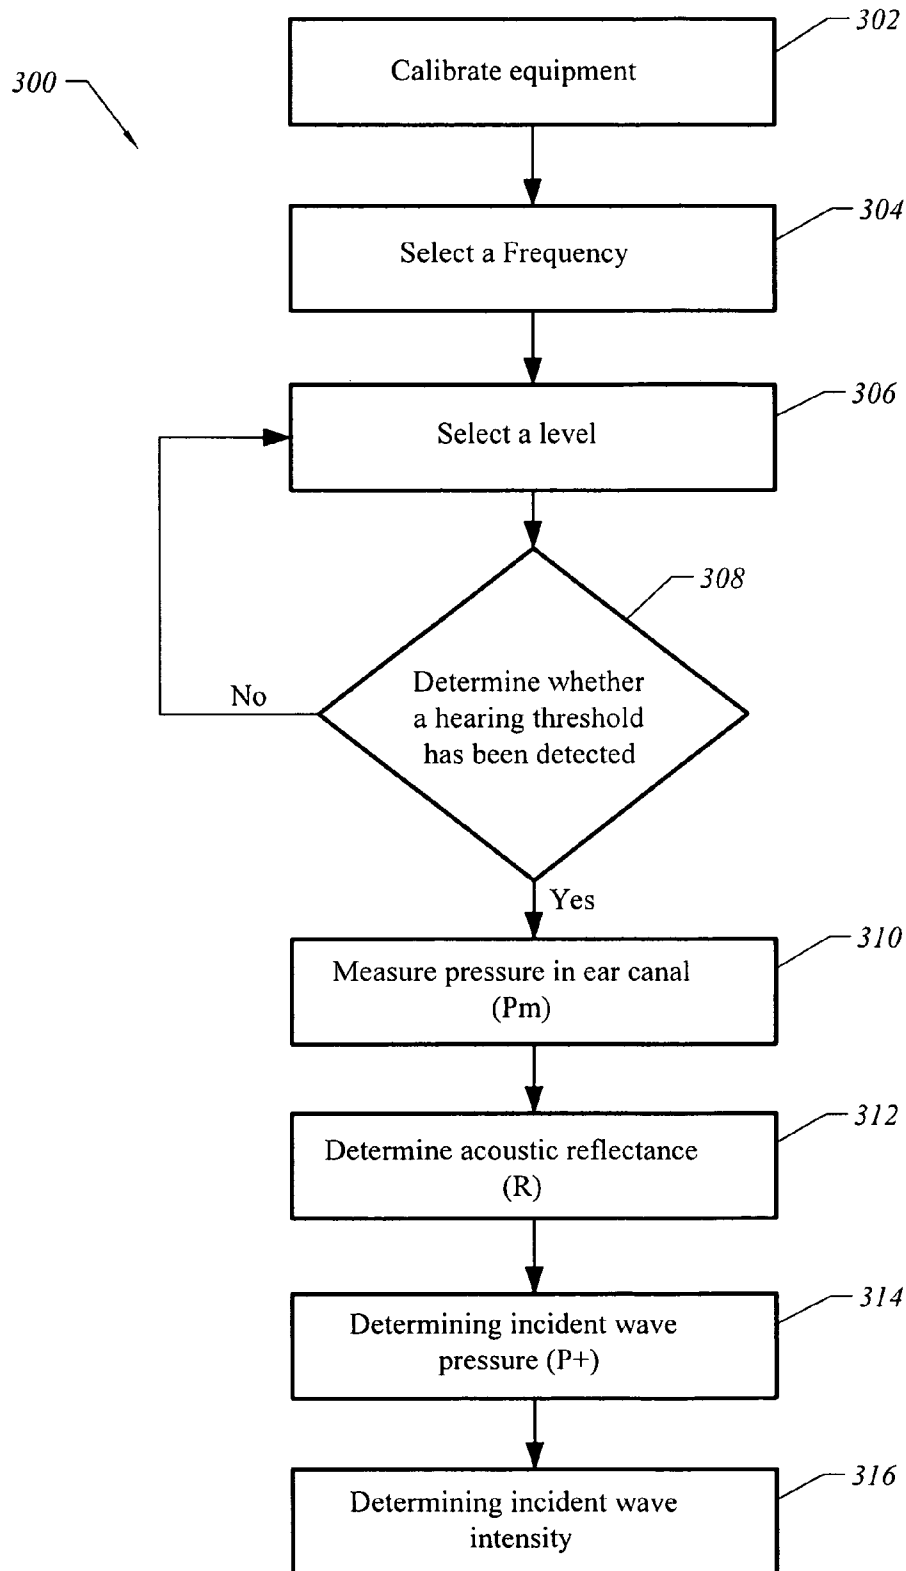 302
Calibrate equipment
300
304
Select a Frequency
306
Select a level
308
Determine whether
a hearing threshold
has been detected
No
Yes
310
Measure pressure in ear canal
(Pm)
312
Determine acoustic reflectance
(R)
314
Determining incident wave
pressure (P+)
316
Determining incident wave
intensity